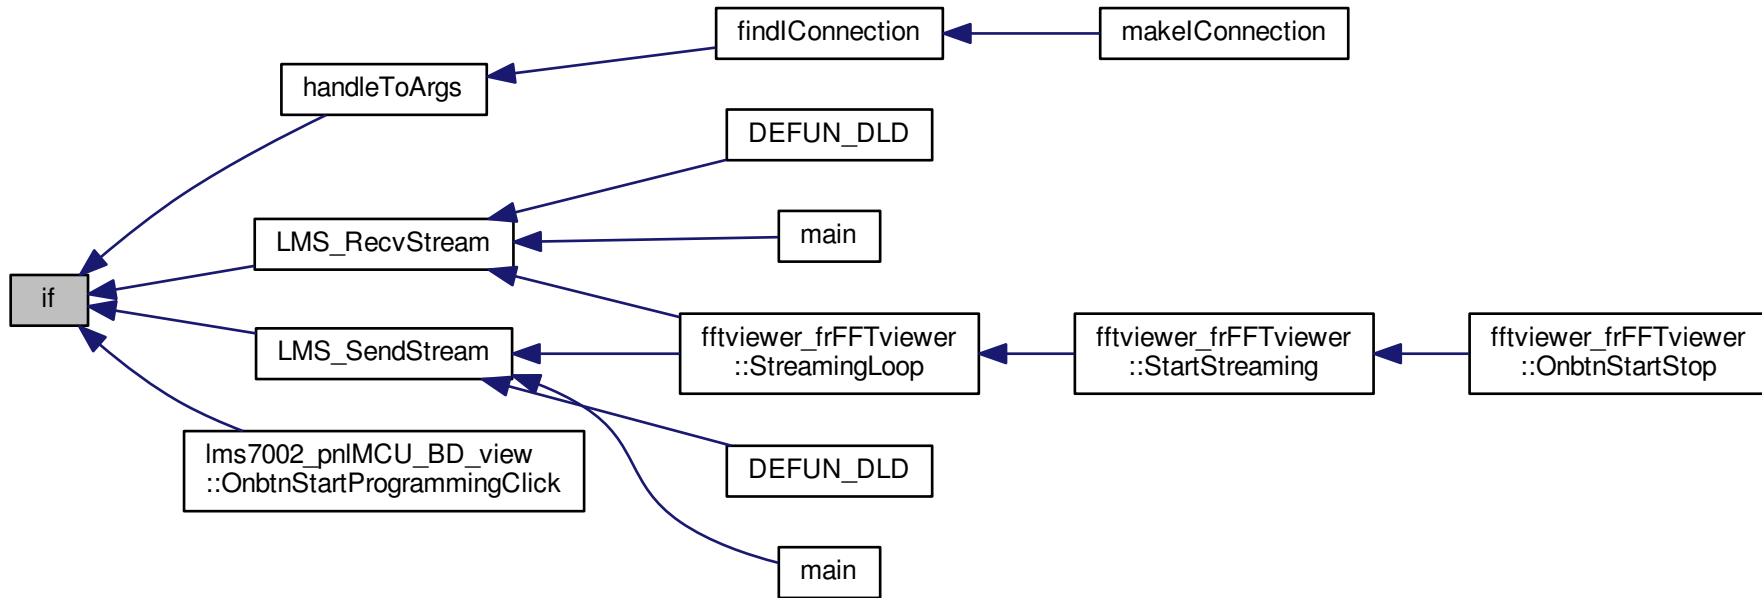 findIConnection
makeIConnection
handleToArgs
DEFUN_DLD
main
LMS_RecvStream
if
LMS_SendStream
fftviewer_frFFTviewer
::StreamingLoop
fftviewer_frFFTviewer
::StartStreaming
fftviewer_frFFTviewer
::OnbtnStartStop
lms7002_pnlMCU_BD_view
::OnbtnStartProgrammingClick
DEFUN_DLD
main